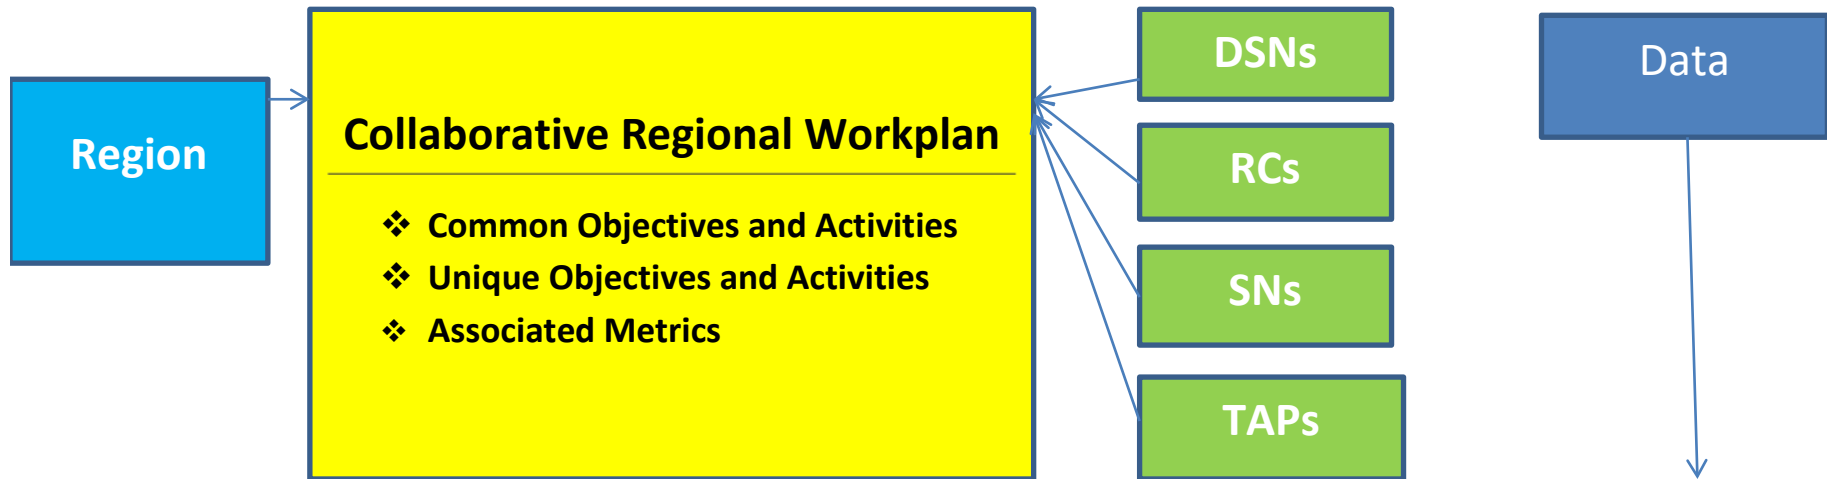 Region
Collaborative Regional Workplan
❖ Common Objectives and Activities
❖ Unique Objectives and Activities
❖ Associated Metrics
DSNs
RCs
SNs
TAPs
Data